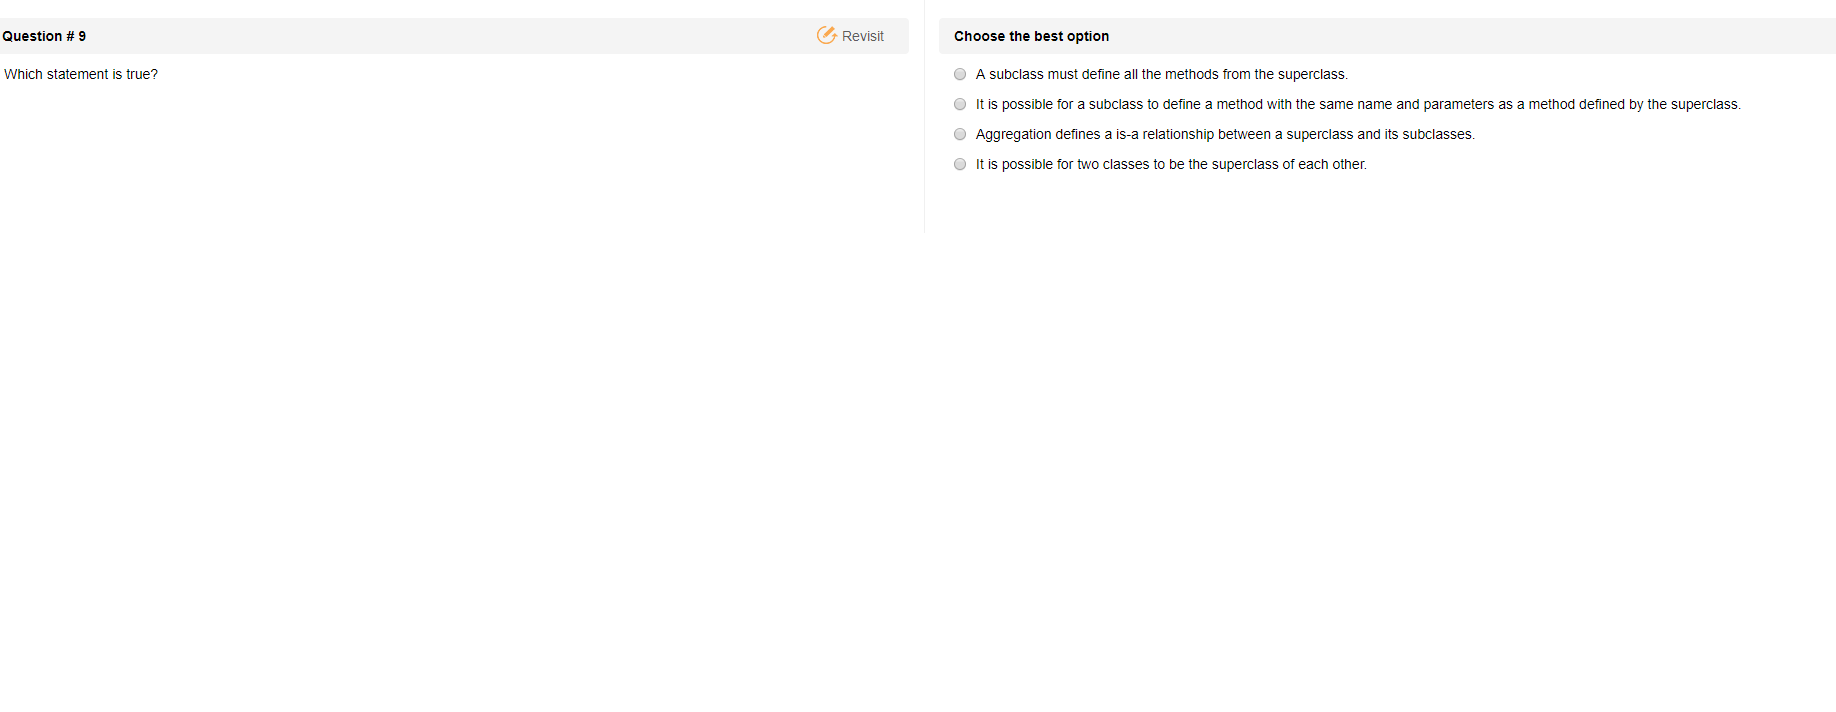 Question # 9
Revisit
Which statement is true?
Choose the best option
A subclass must define all the methods from the superclass.
It is possible for a subclass to define a method with the same name and parameters as a method defined by the superclass.
Aggregation defines a is-a relationship between a superclass and its subclasses.
It is possible for two classes to be the superclass of each other.